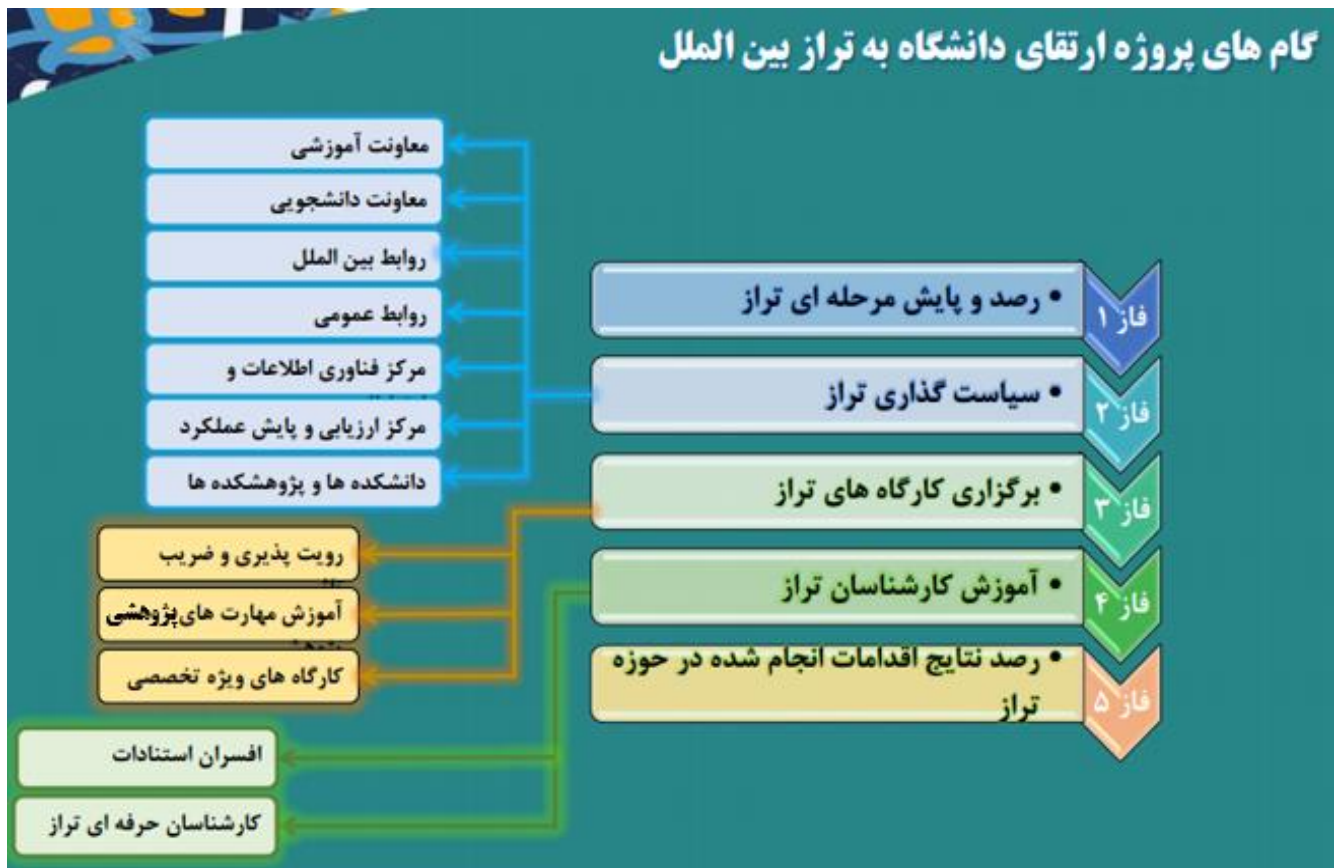 گام های پروژه ارتقای دانشگاه به تراز بین الملل
فاز ۱
• رصد و پایش مرحله ای تراز
فاز ۲
• سیاست گذاری تراز
معاونت آموزشی
معاونت دانشجویی
روابط بین الملل
روابط عمومی
مرکز فناوری اطلاعات و
مرکز ارزیابی و پایش عملکرد
دانشکده ها و پژوهشکده ها
فاز ۳
• برگزاری کارگاه های تراز
رویت پذیری و ضریب
آموزش مهارت های پژوهشی
کارگاه های ویژه تخصصی
فاز ۴
• آموزش کارشناسان تراز
افسران استنادات
کارشناسان حرفه ای تراز
فاز ۵
• رصد نتایج اقدامات انجام شده در حوزه
تراز